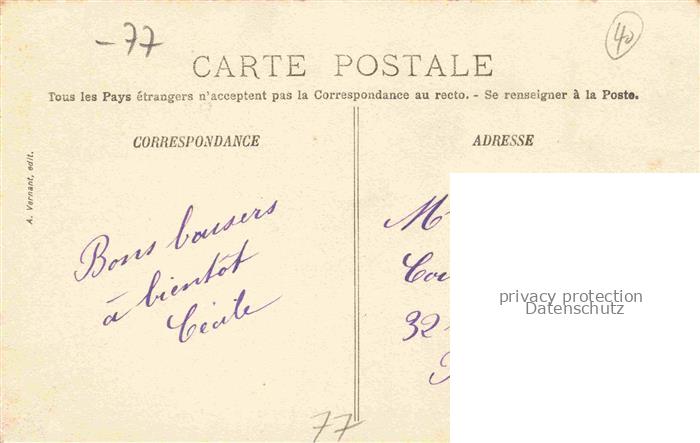 -77
40
CARTE POSTALE
Tous les Pays étrangers n'acceptent pas la Correspondance au recto. - Se renseigner à la Poste.
CORRESPONDANCE
ADRESSE
A. Vernant, edit.
Bons baisers
à bientôt
Cécile
M
Cou
32
privacy protection
Datenschutz
77